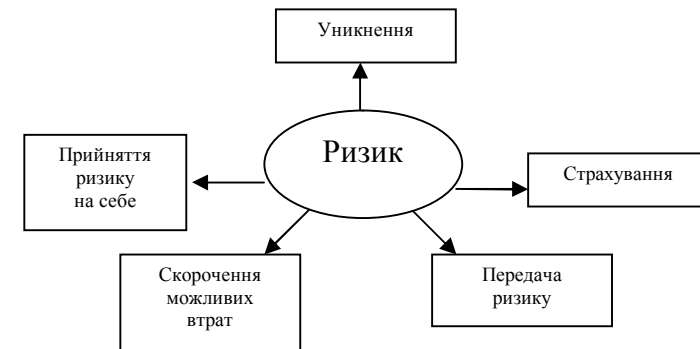 Уникнення
Ризик
Прийняття
ризику
на себе
Страхування
Скорочення
можливих
втрат
Передача
ризику